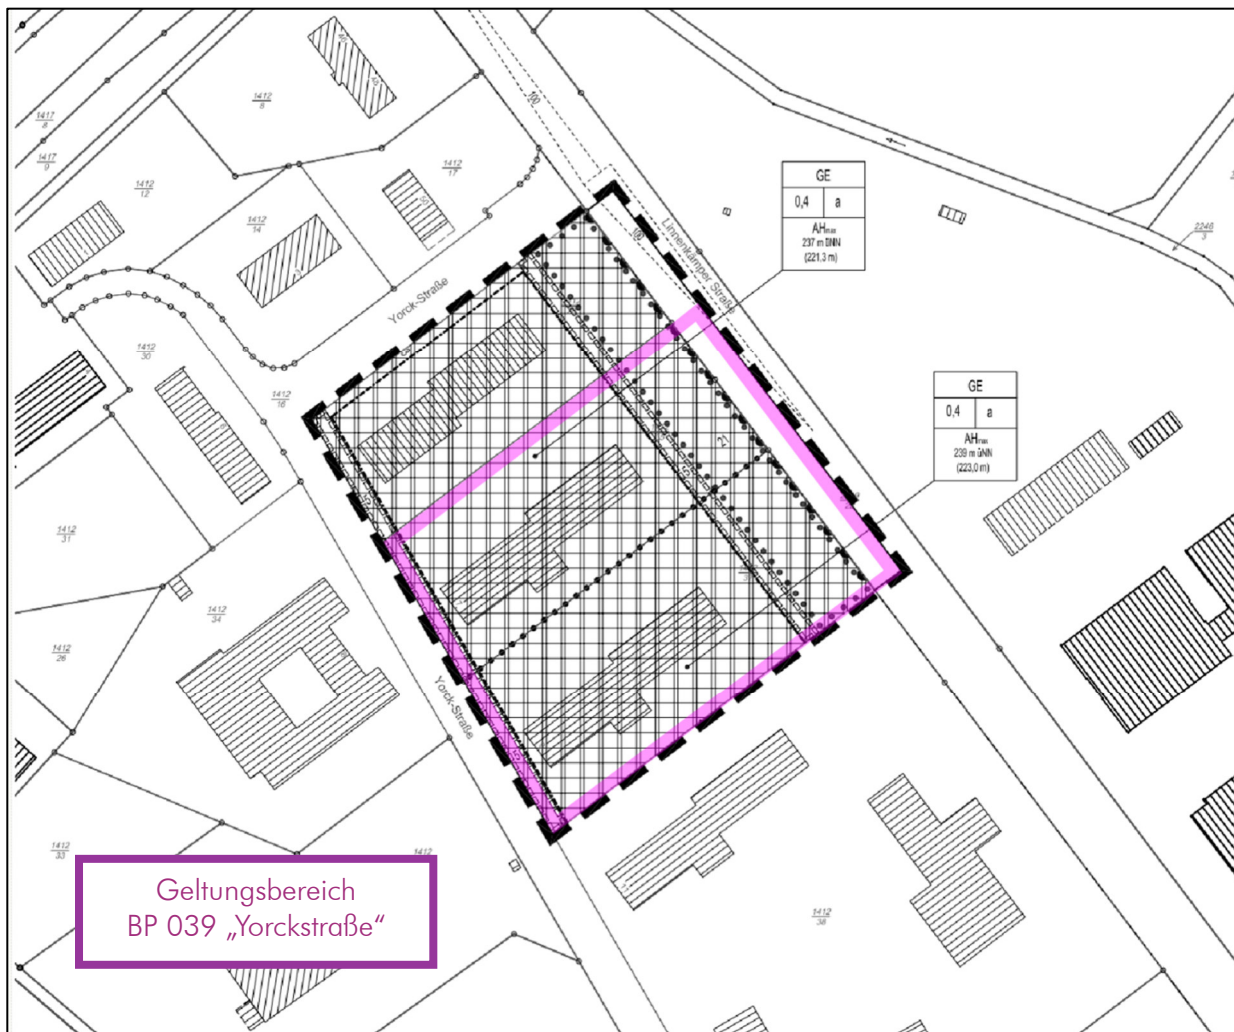 1412
8
1417
8
1417
9
1412
12
1412
14
1412
17
100
GE
0,4 a
AHmax
237 m üNN
(221,3 m)
2246
3
Linnenkämper Straße
Yorck-Straße
1412
30
1412
16
GE
0,4 a
AHmax
239 m üNN
(223,0 m)
21
1412
31
1412
34
1412
26
Yorck-Straße
1412
33
1412
1412
38
Geltungsbereich
BP 039 „Yorckstraße“